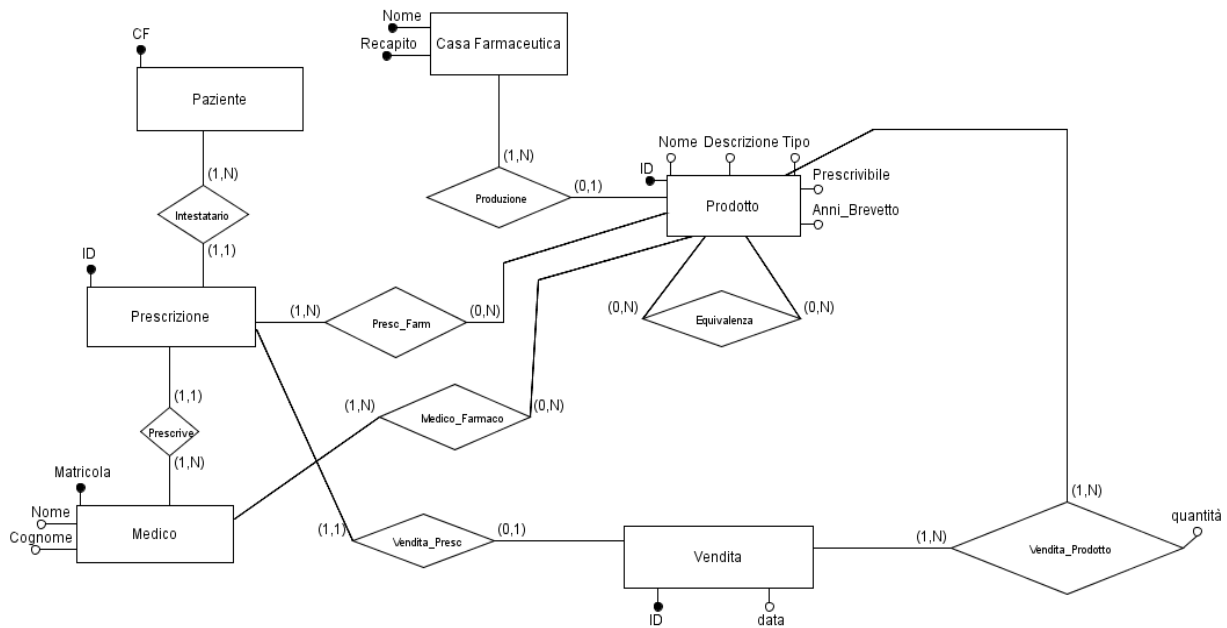 Nome
Recapito
Casa Farmaceutica
CF
Paziente
(1,N)
Nome Descrizione Tipo
ID
Prescrivibile
Prodotto
Anni_Brevetto
(1,N)
Produzione
(0,1)
Intestatario
(1,1)
ID
Prescrizione
(1,N)
Presc_Farm
(0,N)
(0,N)
Equivalenza
(0,N)
(1,1)
Prescrive
(1,N)
(1,N)
Medico_Farmaco
(0,N)
Matricola
Nome
Cognome
Medico
(1,1)
Vendita_Presc
(0,1)
Vendita
ID
data
(1,N)
(1,N)
Vendita_Prodotto
quantità